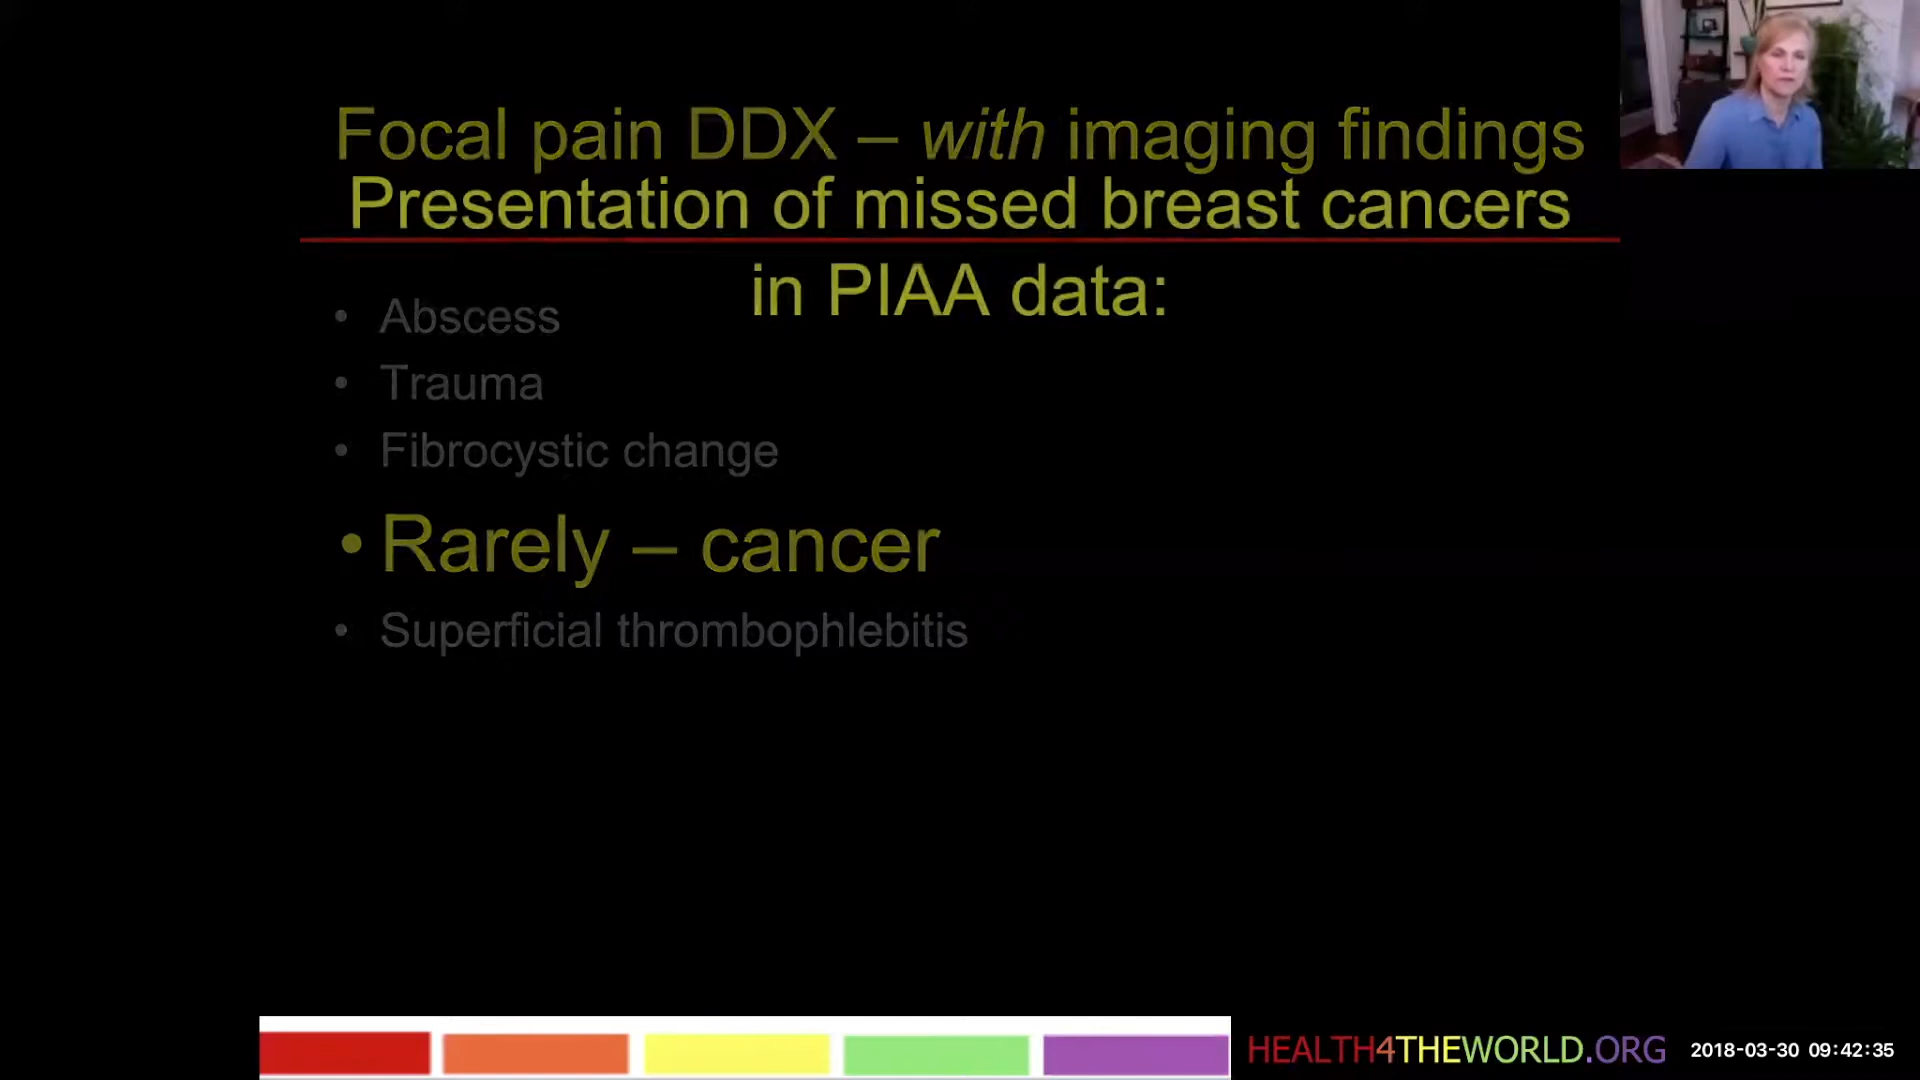 Focal pain DDX – with imaging findings
Presentation of missed breast cancers
in PIAA data:
• Abscess
• Trauma
• Fibrocystic change
• Rarely – cancer
• Superficial thrombophlebitis
HEALTH4THEWORLD.ORG
2018-03-30 09:42:35